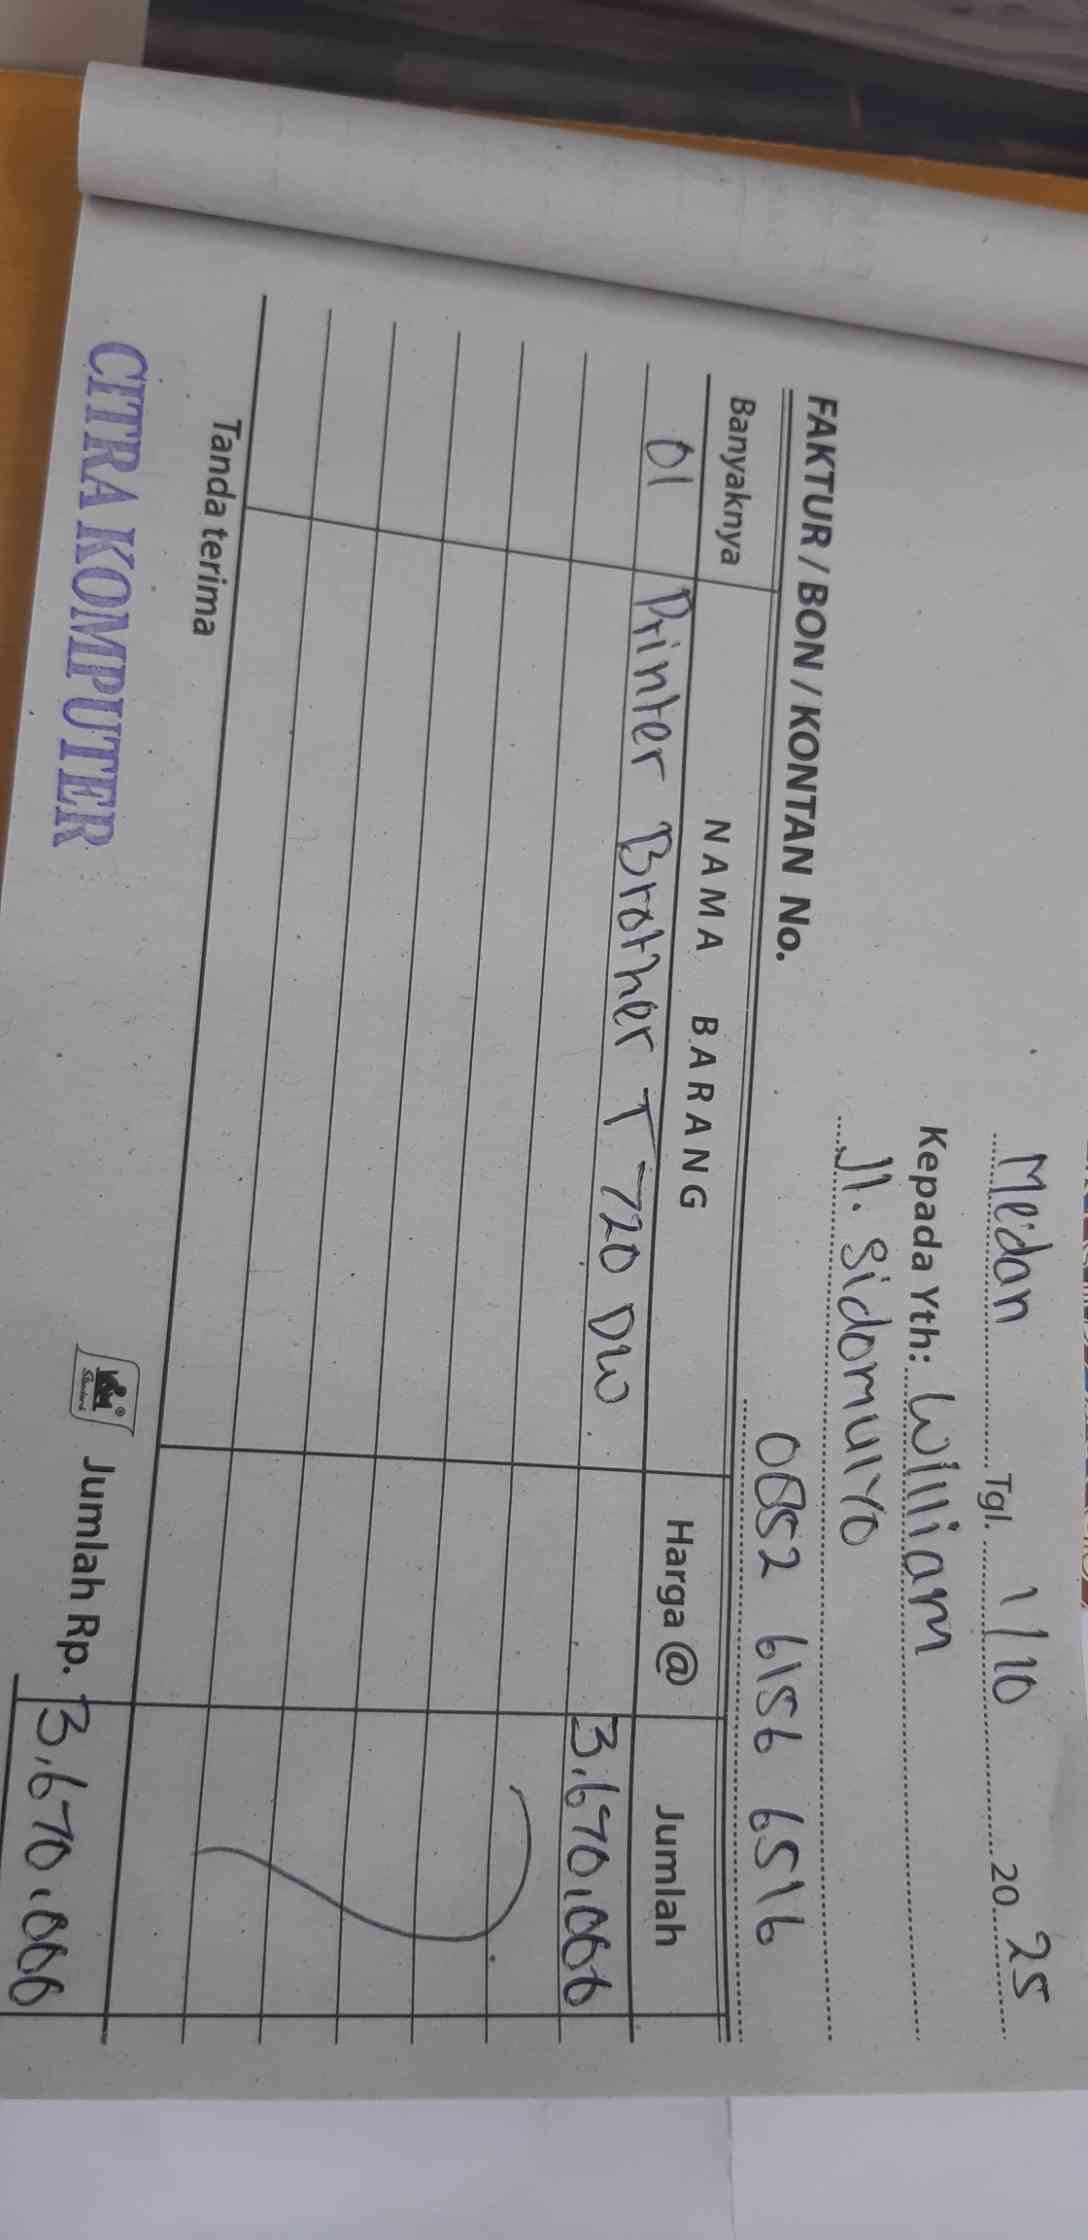 Medan Tgl. 1/10 2025
Kepada Yth: William
Jl. Sidomulyo
0852 6156 6516
FAKTUR / BON / KONTAN No.
Banyaknya NAMA BARANG Harga @ Jumlah
01 Printer Brother T 720 DW 3.670.000
Tanda terima
Jumlah Rp. 3.670.000
CITRA KOMPUTER